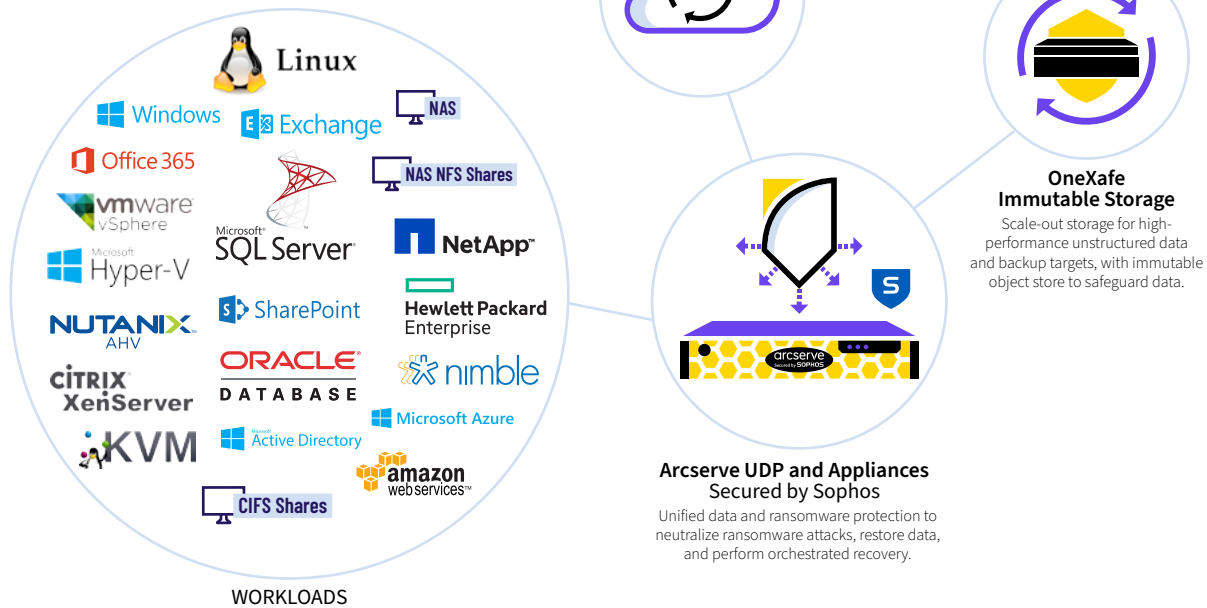 Linux
Windows
Exchange
NAS
Office 365
NAS NFS Shares
vmware
vSphere
Microsoft®
SQL Server®
NetApp™
Microsoft
Hyper-V
Hewlett Packard
Enterprise
SharePoint
NUTANIX™
AHV
ORACLE®
DATABASE
nimble
CITRIX®
XenServer
Microsoft Azure
Microsoft
Active Directory
KVM
amazon
web services™
CIFS Shares
WORKLOADS
S
arcserve®
Secured by SOPHOS
Arcserve UDP and Appliances
Secured by Sophos
Unified data and ransomware protection to
neutralize ransomware attacks, restore data,
and perform orchestrated recovery.
OneXafe
Immutable Storage
Scale-out storage for high-
performance unstructured data
and backup targets, with immutable
object store to safeguard data.